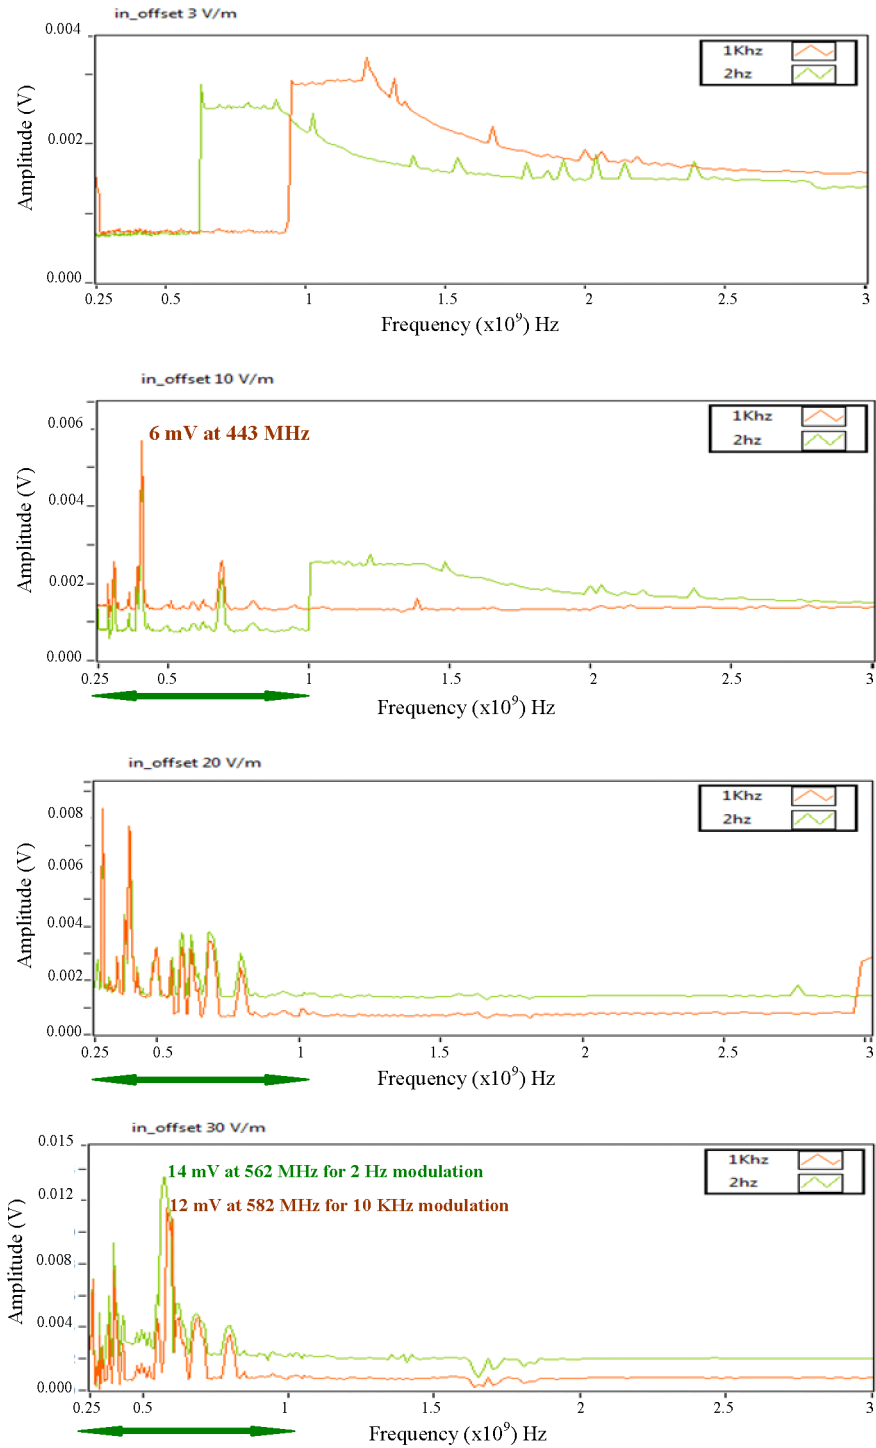 in_offset 3 V/m
0.004
1Khz
2hz
0.002
Amplitude (V)
0.000
0.25 0.5 1 1.5 2 2.5 3
Frequency (x10⁹) Hz
in_offset 10 V/m
0.006
1Khz
2hz
6 mV at 443 MHz
0.004
Amplitude (V)
0.002
0.000
0.25 0.5 1 1.5 2 2.5 3
Frequency (x10⁹) Hz
in_offset 20 V/m
1Khz
2hz
0.008
0.006
Amplitude (V)
0.004
0.002
0.000
0.25 0.5 1 1.5 2 2.5 3
Frequency (x10⁹) Hz
in_offset 30 V/m
0.015
1Khz
2hz
14 mV at 562 MHz for 2 Hz modulation
0.012
12 mV at 582 MHz for 10 KHz modulation
Amplitude (V)
0.008
0.004
0.000
0.25 0.5 1 1.5 2 2.5 3
Frequency (x10⁹) Hz